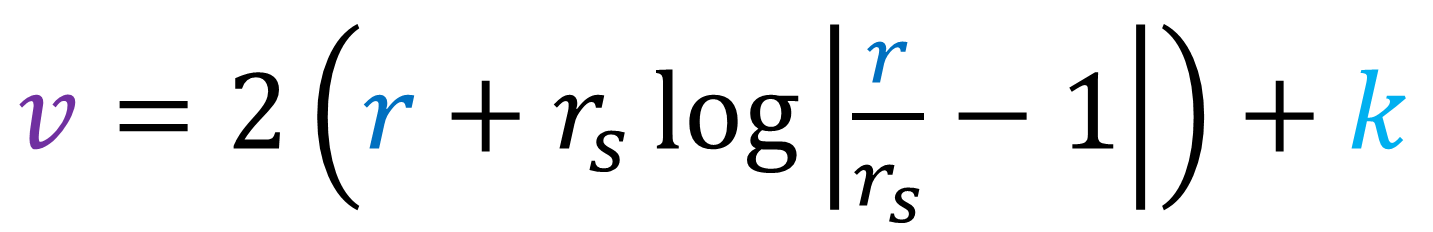 v = 2 (r + r_s log |r/r_s − 1|) + k